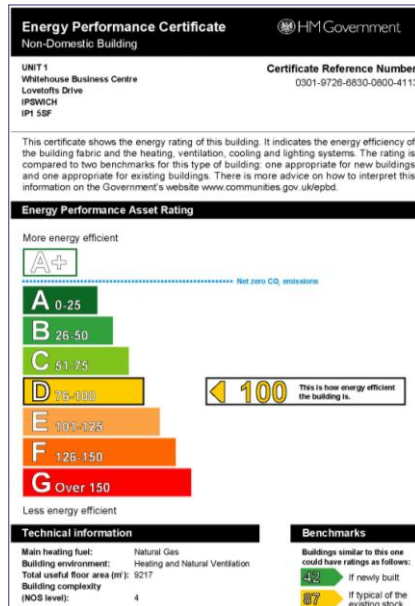 Energy Performance Certificate
HM Government
Non-Domestic Building
UNIT 1
Whitehouse Business Centre
Lovetofts Drive
IPSWICH
IP1 5SF
Certificate Reference Number
0301-9726-6830-0800-4113
This certificate shows the energy rating of this building. It indicates the energy efficiency of
the building fabric and the heating, ventilation, cooling and lighting systems. The rating is
compared to two benchmarks for this type of building: one appropriate for new buildings
and one appropriate for existing buildings. There is more advice on how to interpret this
information on the Government's website www.communities.gov.uk/epbd.
Energy Performance Asset Rating
More energy efficient
A+
Net zero CO₂ emissions
A 0-25
B 26-50
C 51-75
D 76-100
100
This is how energy efficient
the building is.
E 101-125
F 126-150
G Over 150
Less energy efficient
Technical information
Main heating fuel: Natural Gas
Building environment: Heating and Natural Ventilation
Total useful floor area (m²): 9217
Building complexity
(NOS level): 4
Benchmarks
Buildings similar to this one
could have ratings as follows:
42 If newly built
87 If typical of the
existing stock